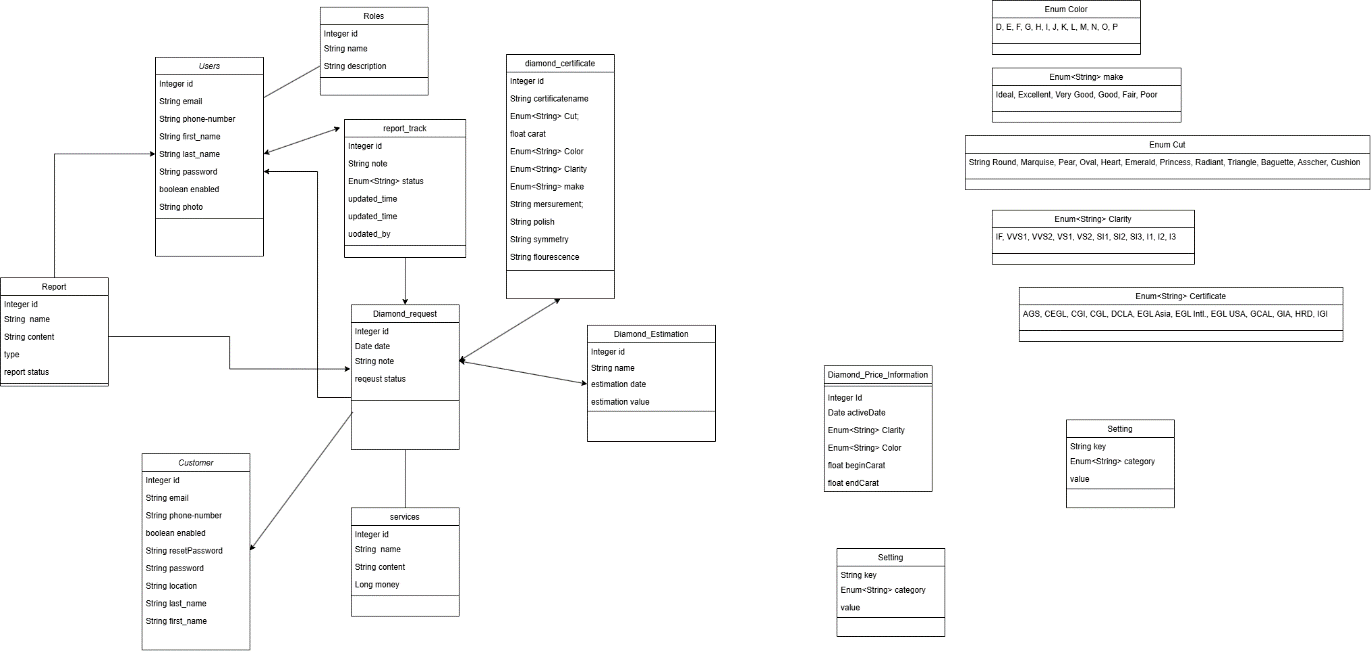 Roles
Integer id
String name
String description
Users
Integer id
String email
String phone-number
String first_name
String last_name
String password
boolean enabled
String photo
report_track
Integer id
String note
Enum<String> status
updated_time
updated_time
uodated_by
diamond_certificate
Integer id
String certificatename
Enum<String> Cut;
float carat
Enum<String> Color
Enum<String> Clarity
Enum<String> make
String mersurement;
String polish
String symmetry
String flourescence
Report
Integer id
String  name
String content
type
report status
Diamond_request
Integer id
Date date
String note
reqeust status
Diamond_Estimation
Integer id
String name
estimation date
estimation value
Customer
Integer id
String email
String phone-number
boolean enabled
String resetPassword
String password
String location
String last_name
String first_name
services
Integer id
String  name
String content
Long money
Enum Color
D, E, F, G, H, I, J, K, L, M, N, O, P
Enum<String> make
Ideal, Excellent, Very Good, Good, Fair, Poor
Enum Cut
String Round, Marquise, Pear, Oval, Heart, Emerald, Princess, Radiant, Triangle, Baguette, Asscher, Cushion
Enum<String> Clarity
IF, VVS1, VVS2, VS1, VS2, SI1, SI2, SI3, I1, I2, I3
Enum<String> Certificate
AGS, CEGL, CGI, CGL, DCLA, EGL Asia, EGL Intl., EGL USA, GCAL, GIA, HRD, IGI
Diamond_Price_Information
Integer Id
Date activeDate
Enum<String> Clarity
Enum<String> Color
float beginCarat
float endCarat
Setting
String key
Enum<String> category
value
Setting
String key
Enum<String> category
value